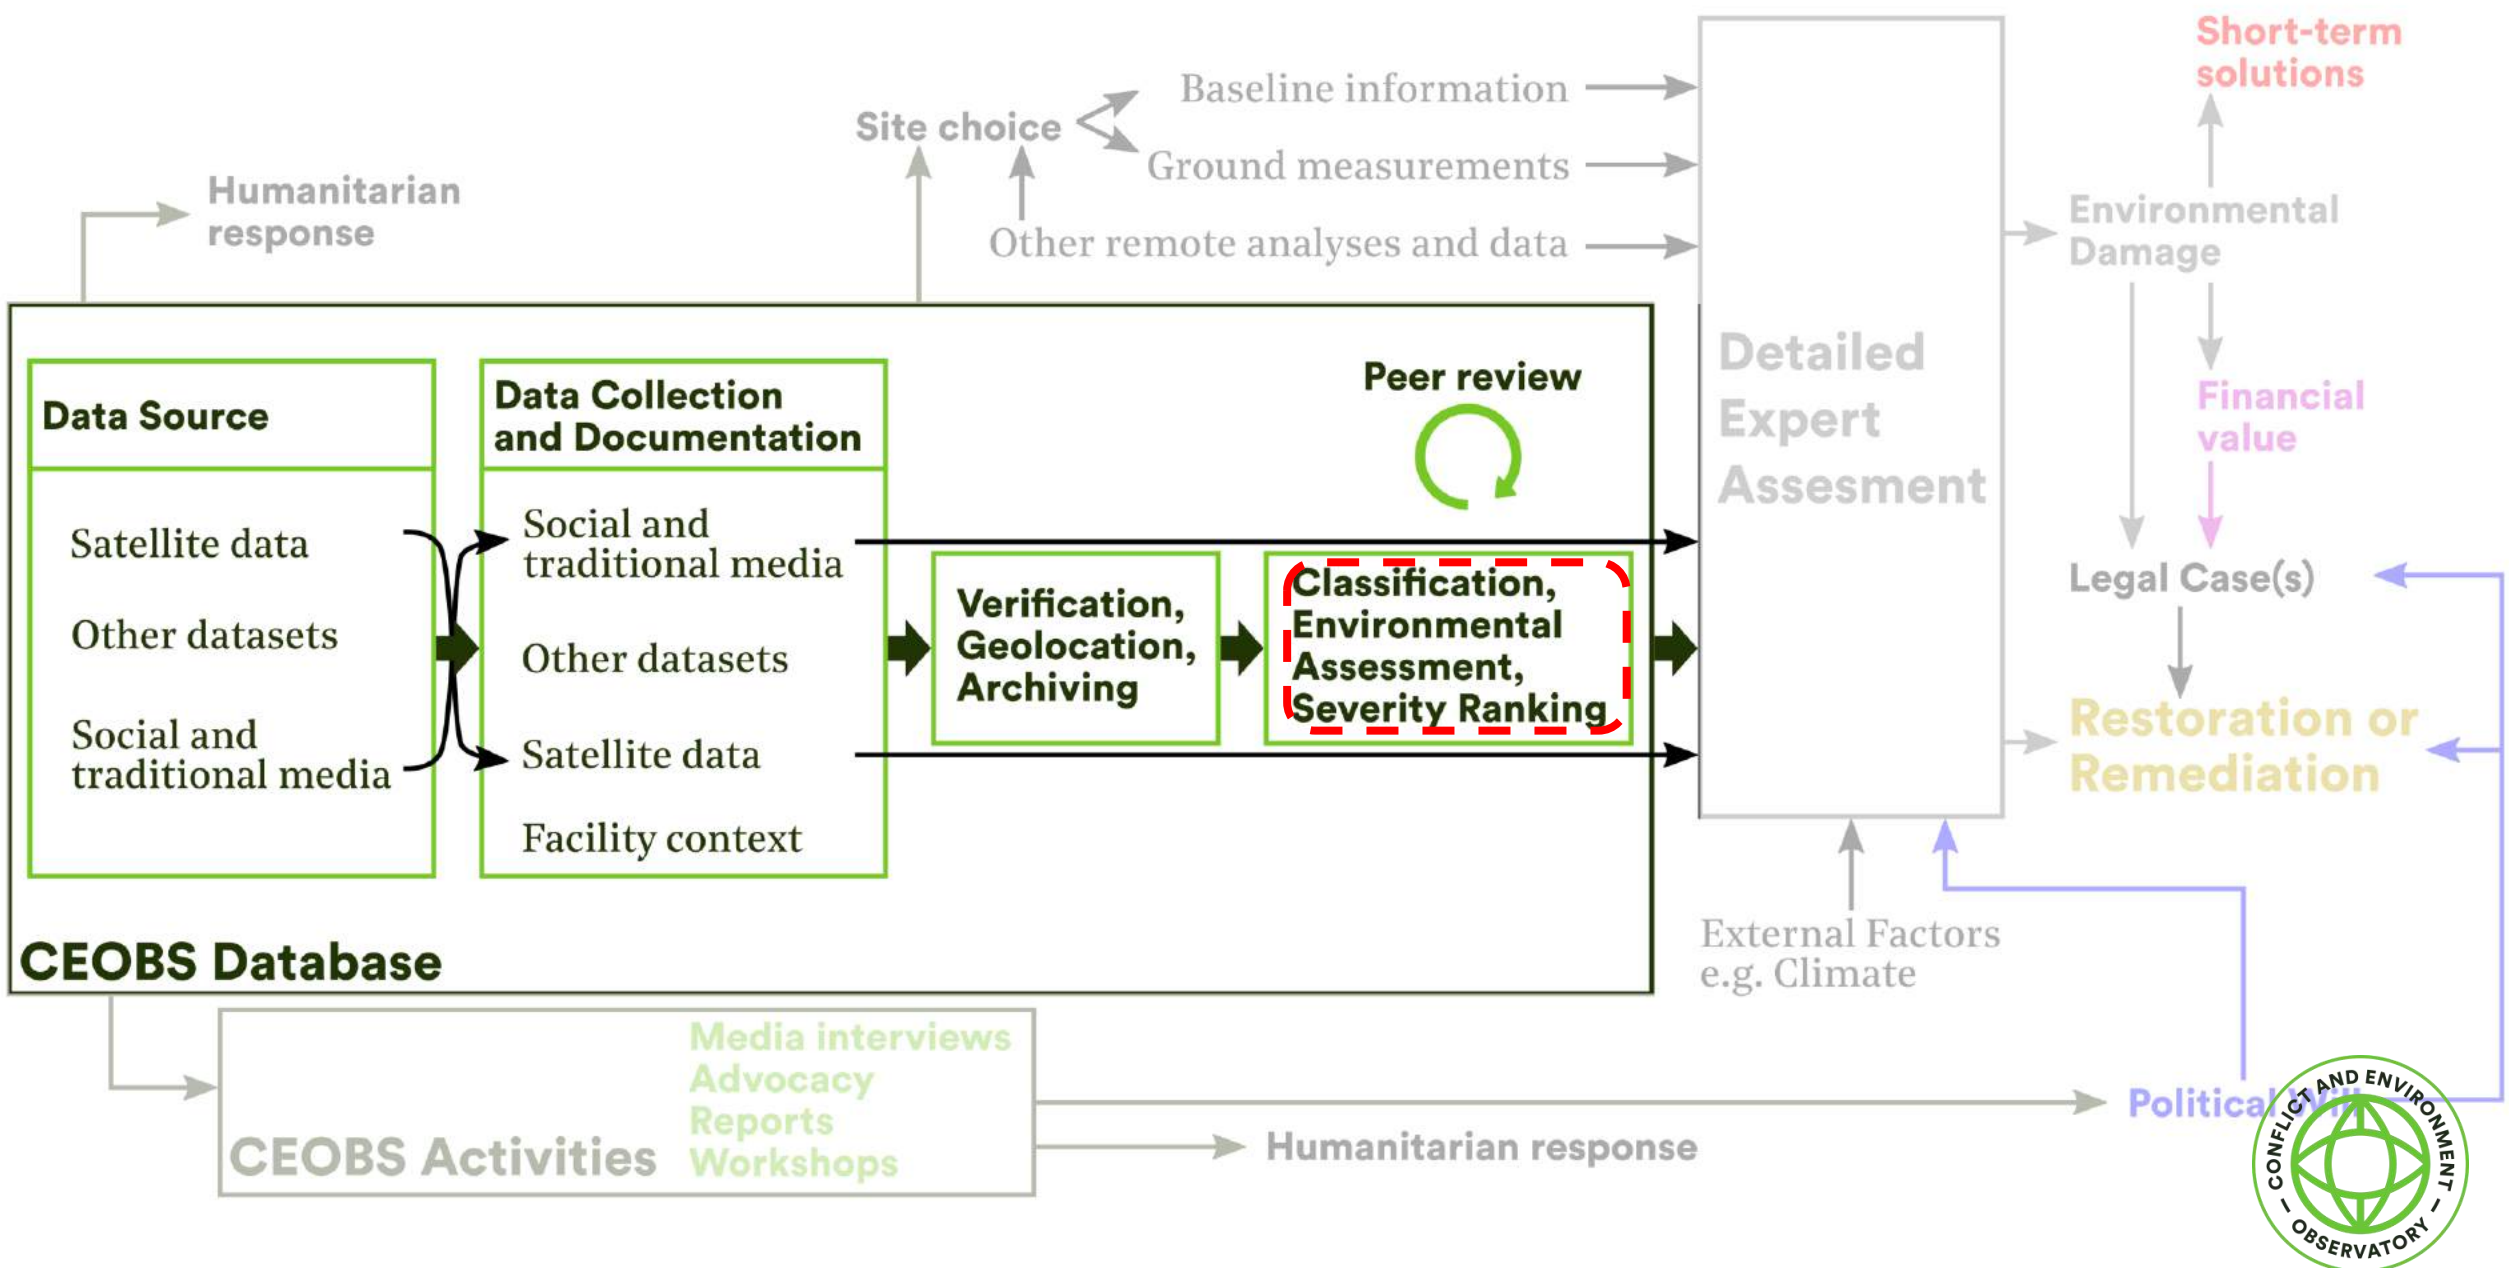 Short-term
solutions
Baseline information
Site choice
Ground measurements
Humanitarian
response
Other remote analyses and data
Environmental
Damage
Detailed
Expert
Assesment
Peer review
Financial
value
Data Source
Data Collection
and Documentation
Satellite data
Other datasets
Social and
traditional media
Social and
traditional media
Other datasets
Satellite data
Facility context
Verification,
Geolocation,
Archiving
Classification,
Environmental
Assessment,
Severity Ranking
Legal Case(s)
Restoration or
Remediation
CEOBS Database
External Factors
e.g. Climate
Media interviews
Advocacy
Reports
Workshops
CEOBS Activities
Humanitarian response
Political Will
CONFLICT AND ENVIRONMENT
– OBSERVATORY –